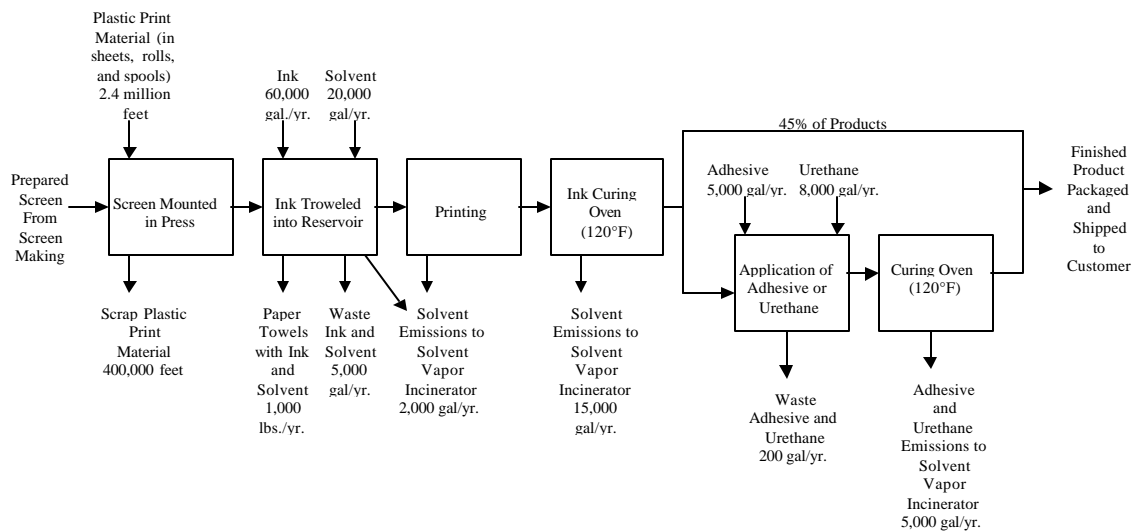 Plastic Print
Material (in
sheets, rolls,
and spools)
2.4 million
feet
Ink
60,000
gal./yr.
Solvent
20,000
gal/yr.
45% of Products
Adhesive
5,000 gal/yr.
Urethane
8,000 gal/yr.
Prepared
Screen
From
Screen
Making
Screen Mounted
in Press
Ink Troweled
into Reservoir
Printing
Ink Curing
Oven
(120°F)
Application of
Adhesive or
Urethane
Curing Oven
(120°F)
Finished
Product
Packaged
and
Shipped
to
Customer
Scrap Plastic
Print
Material
400,000 feet
Paper
Towels
with Ink
and
Solvent
1,000
lbs./yr.
Waste
Ink and
Solvent
5,000
gal/yr.
Solvent
Emissions to
Solvent
Vapor
Incinerator
2,000 gal/yr.
Solvent
Emissions to
Solvent
Vapor
Incinerator
15,000
gal/yr.
Waste
Adhesive and
Urethane
200 gal/yr.
Adhesive
and
Urethane
Emissions to
Solvent
Vapor
Incinerator
5,000 gal/yr.